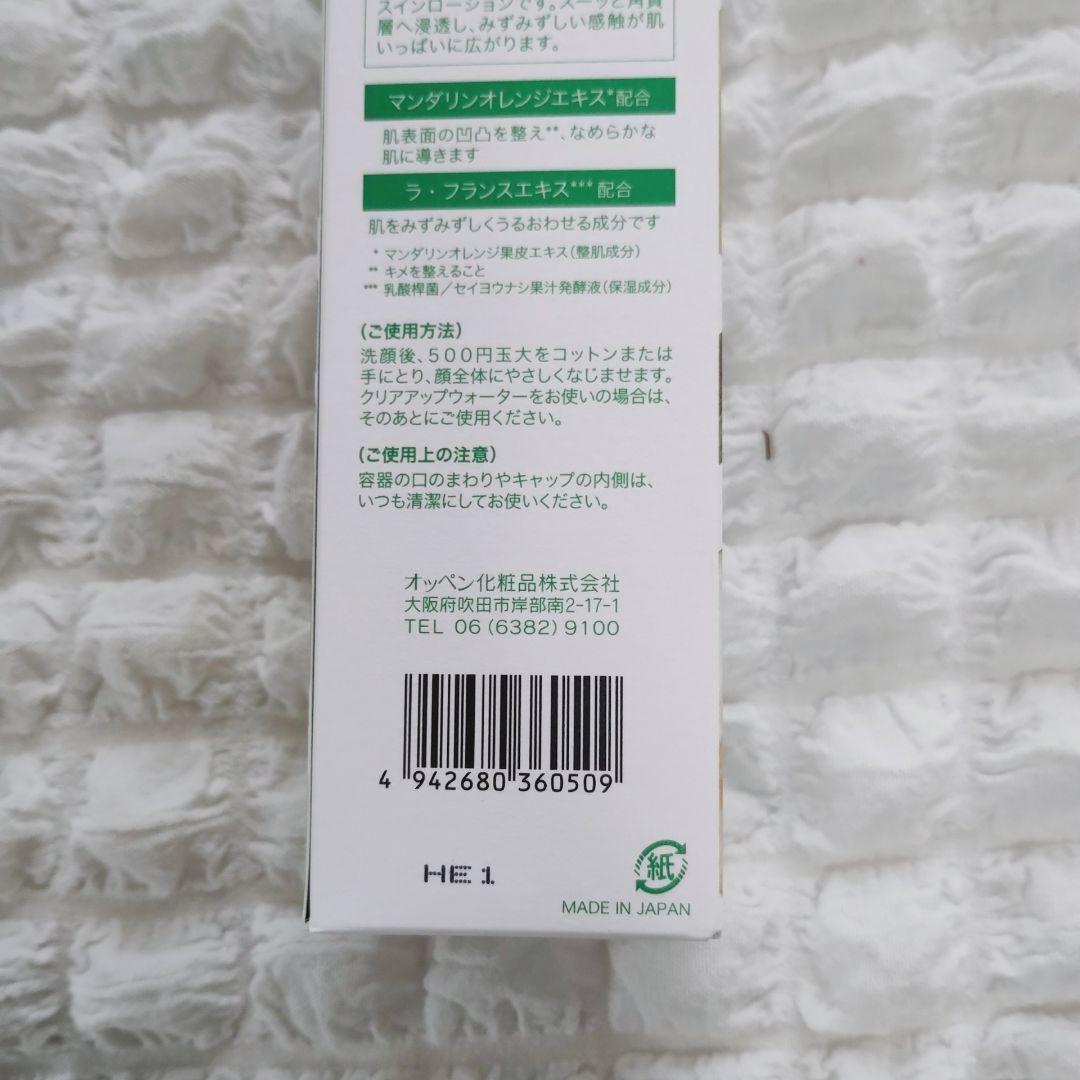 スインローションです。スーッと角質
層へ浸透し、みずみずしい感触が肌
いっぱいに広がります。
マンダリンオレンジエキス*配合
肌表面の凹凸を整え**、なめらかな
肌に導きます
ラ・フランスエキス***配合
肌をみずみずしくうるおわせる成分です
* マンダリンオレンジ果皮エキス(整肌成分)
** キメを整えること
*** 乳酸桿菌/セイヨウナシ果汁発酵液(保湿成分)
(ご使用方法)
洗顔後、500円玉大をコットンまたは
手にとり、顔全体にやさしくなじませます。
クリアアップウォーターをお使いの場合は、
そのあとにご使用ください。
(ご使用上の注意)
容器の口のまわりやキャップの内側は、
いつも清潔にしてお使いください。
オッペン化粧品株式会社
大阪府吹田市岸部南2-17-1
TEL 06(6382)9100
4 942680 360509
HE1
紙
MADE IN JAPAN